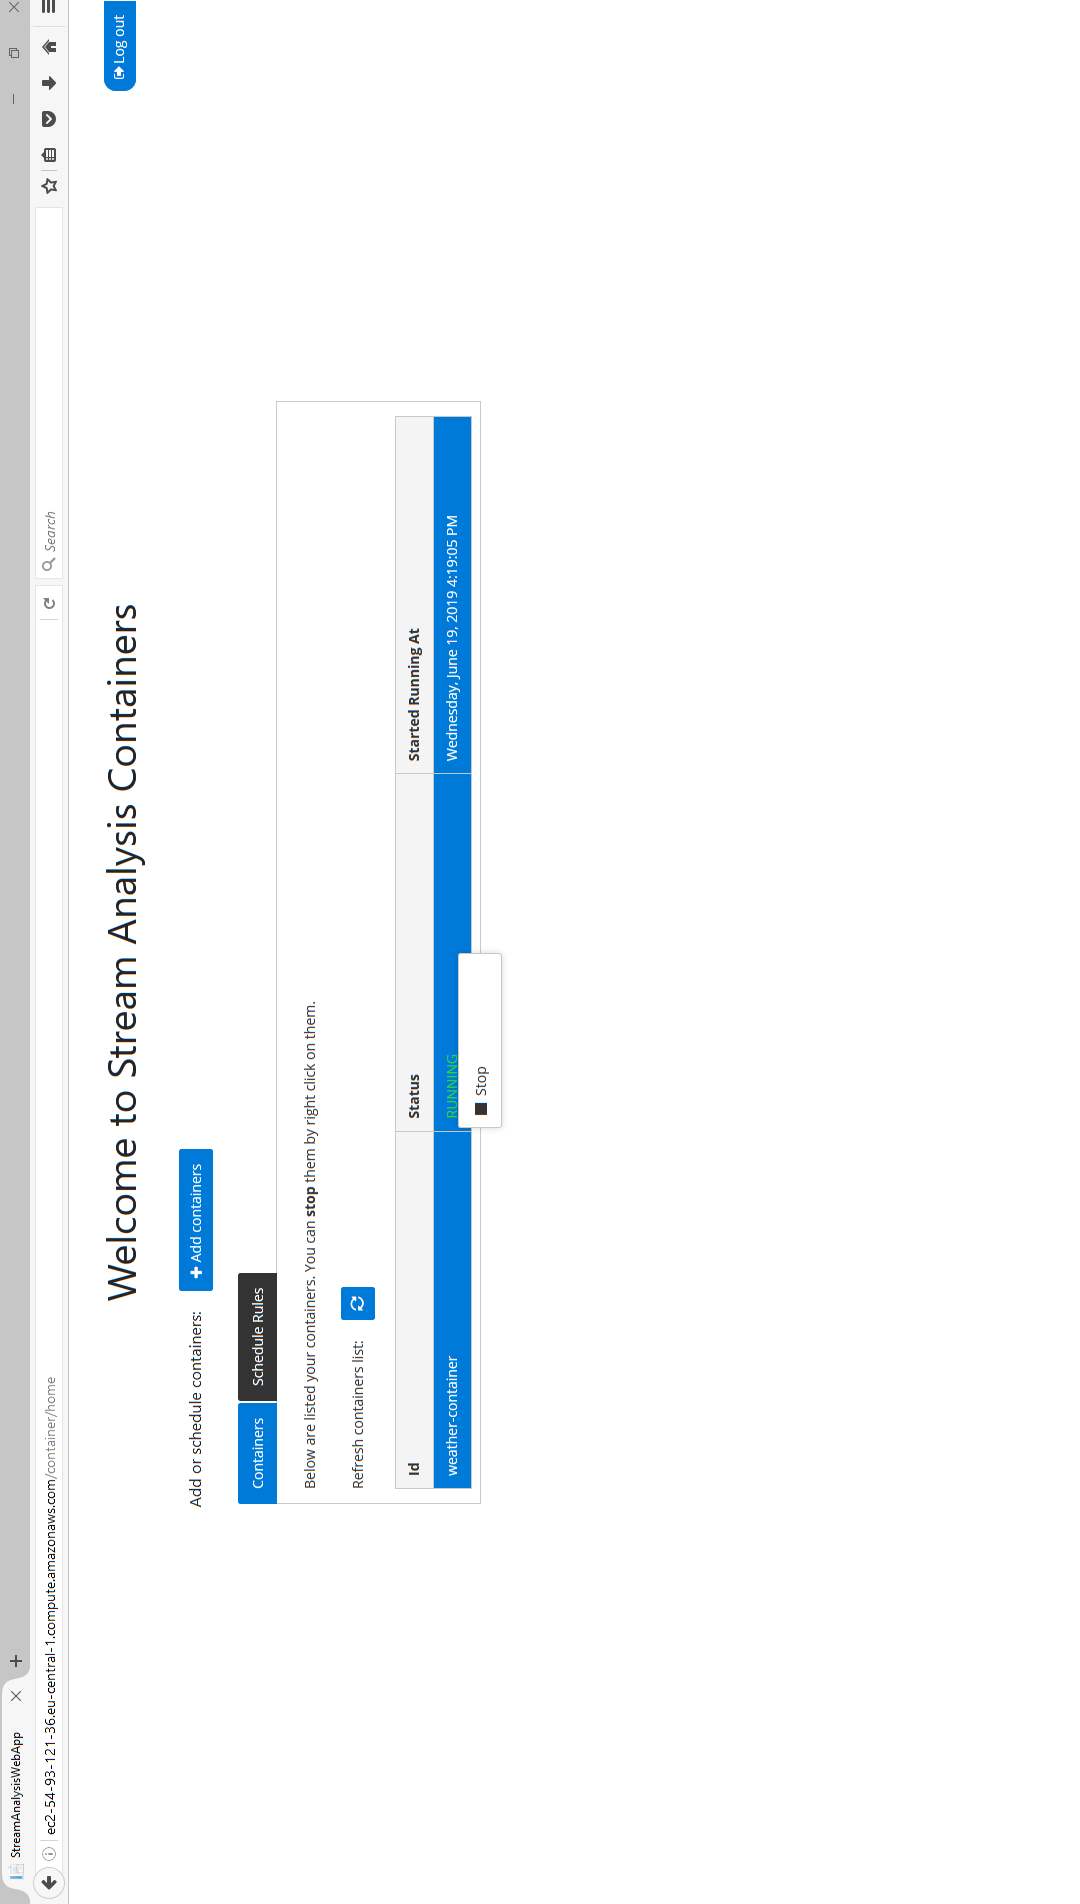 StreamAnalysisWebApp
ec2-54-93-121-36.eu-central-1.compute.amazonaws.com/container/home
Search
Log out
Welcome to Stream Analysis Containers
Add or schedule containers: Add containers
Containers Schedule Rules
Below are listed your containers. You can stop them by right click on them.
Refresh containers list:
Id Status Started Running At
weather-container RUNNING Wednesday, June 19, 2019 4:19:05 PM
Stop